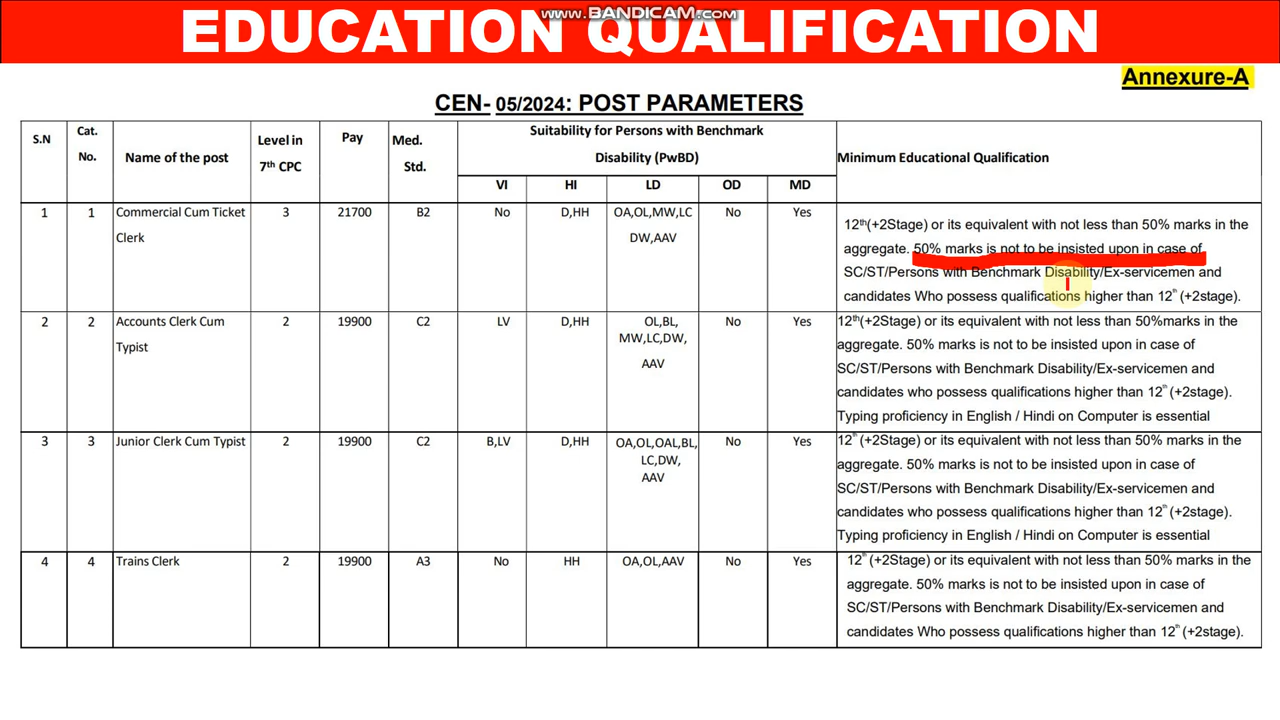 www.BANDICAM.com
EDUCATION QUALIFICATION
Annexure-A
CEN- 05/2024: POST PARAMETERS
S.N
Cat. No.
Name of the post
Level in 7th CPC
Pay
Med. Std.
Suitability for Persons with Benchmark
Disability (PwBD)
Minimum Educational Qualification
VI HI LD OD MD
1 1 Commercial Cum Ticket 3 21700 B2 No D,HH OA,OL,MW,LC No Yes
Clerk DW,AAV
12th(+2Stage) or its equivalent with not less than 50% marks in the
aggregate. 50% marks is not to be insisted upon in case of
SC/ST/Persons with Benchmark Disability/Ex-servicemen and
candidates Who possess qualifications higher than 12th (+2stage).
2 2 Accounts Clerk Cum 2 19900 C2 LV D,HH OL,BL, No Yes
Typist MW,LC,DW,
AAV
12th(+2Stage) or its equivalent with not less than 50%marks in the
aggregate. 50% marks is not to be insisted upon in case of
SC/ST/Persons with Benchmark Disability/Ex-servicemen and
candidates who possess qualifications higher than 12th (+2stage).
Typing proficiency in English / Hindi on Computer is essential
3 3 Junior Clerk Cum Typist 2 19900 C2 B,LV D,HH OA,OL,OAL,BL, No Yes
LC,DW,
AAV
12th (+2Stage) or its equivalent with not less than 50% marks in the
aggregate. 50% marks is not to be insisted upon in case of
SC/ST/Persons with Benchmark Disability/Ex-servicemen and
candidates who possess qualifications higher than 12th (+2stage).
Typing proficiency in English / Hindi on Computer is essential
4 4 Trains Clerk 2 19900 A3 No HH OA,OL,AAV No Yes
12th (+2Stage) or its equivalent with not less than 50% marks in the
aggregate. 50% marks is not to be insisted upon in case of
SC/ST/Persons with Benchmark Disability/Ex-servicemen and
candidates Who possess qualifications higher than 12th (+2stage).